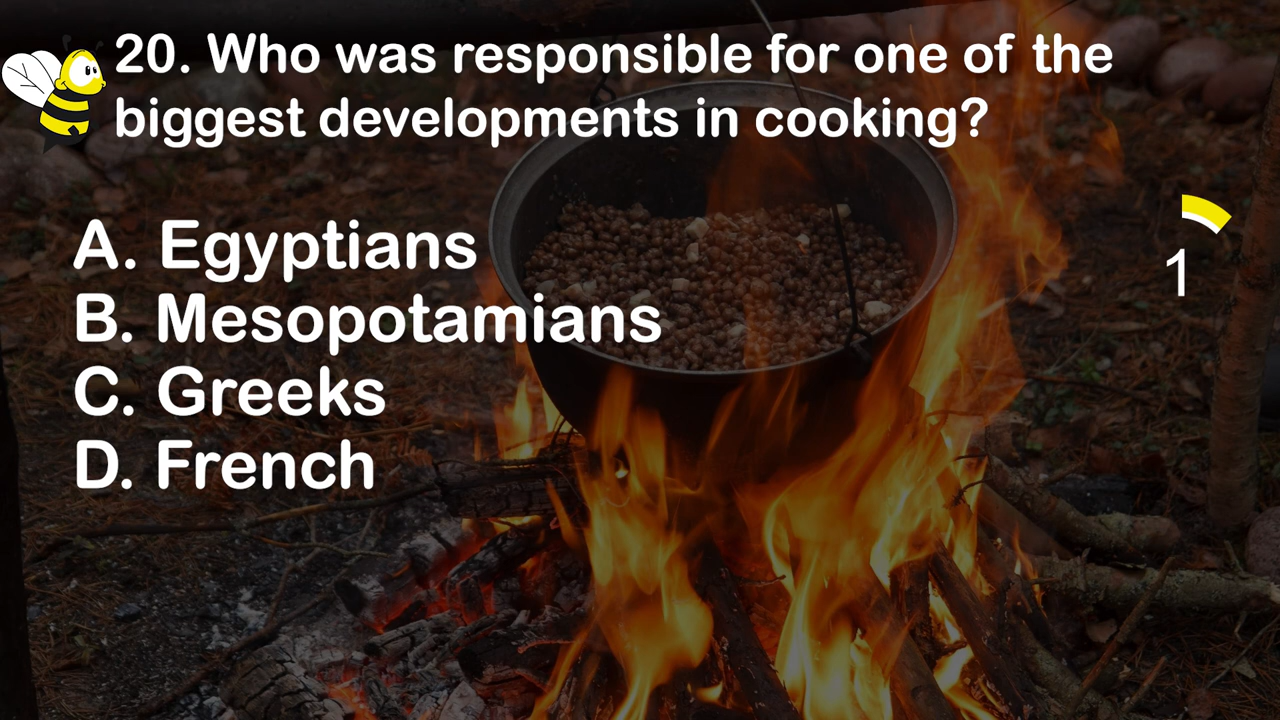 20. Who was responsible for one of the
biggest developments in cooking?
A. Egyptians
B. Mesopotamians
C. Greeks
D. French
1